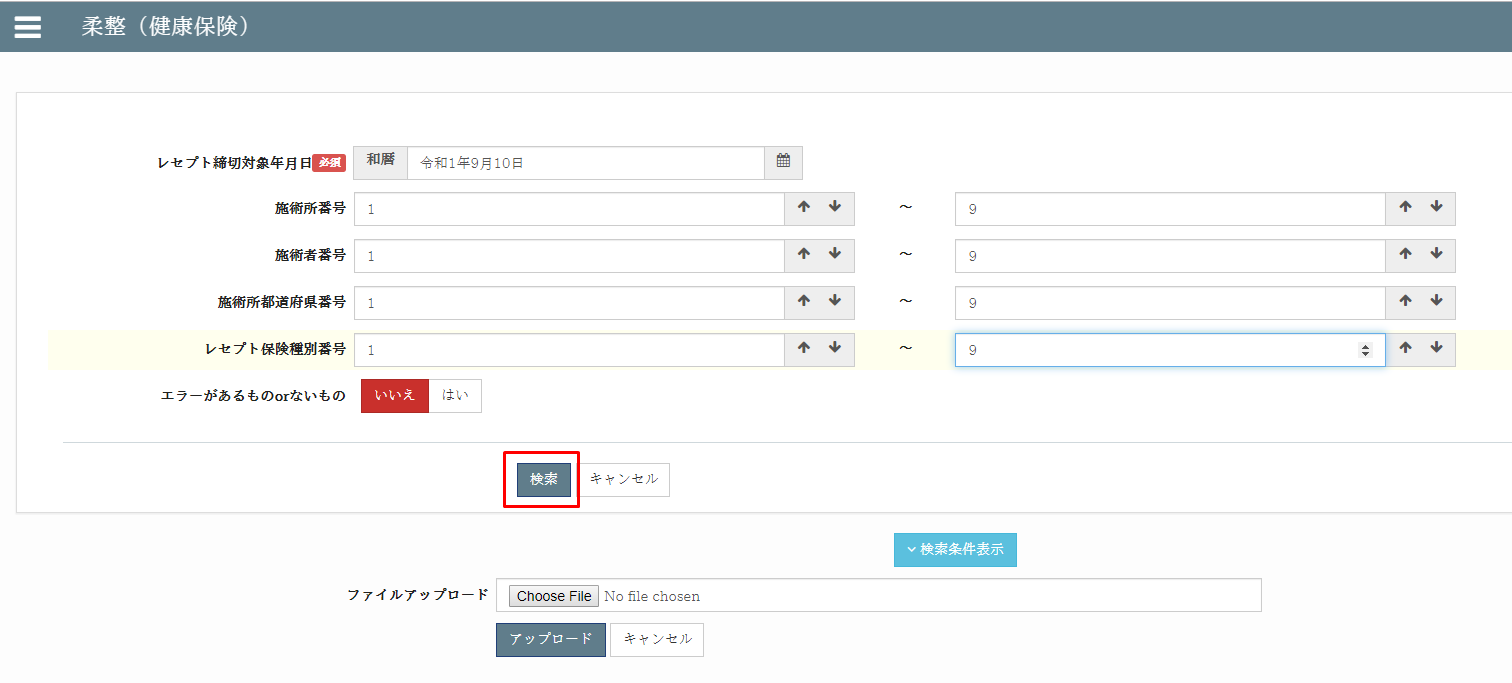 柔整（健康保険）
レセプト締切対象年月日 必須 和暦 令和1年9月10日
施術所番号 1 ～ 9
施術者番号 1 ～ 9
施術所都道府県番号 1 ～ 9
レセプト保険種別番号 1 ～ 9
エラーがあるものorないもの いいえ はい
検索 キャンセル
検索条件表示
ファイルアップロード Choose File No file chosen
アップロード キャンセル